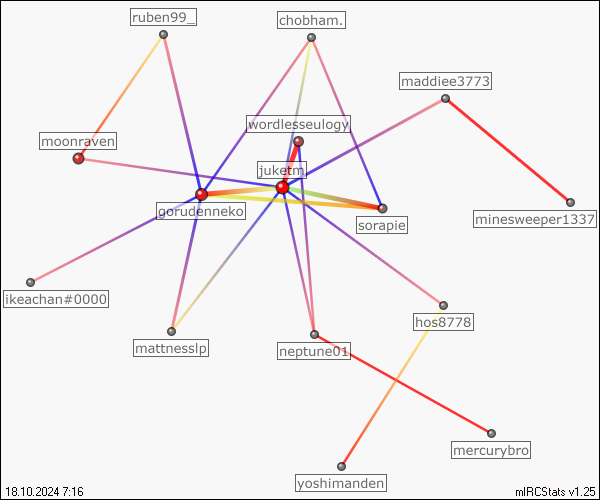 ruben99_
chobham.
maddiee3773
wordlesseulogy
moonraven
juketm
gorudenneko
minesweeper1337
sorapie
ikeachan#0000
hos8778
mattnesslp
neptune01
mercurybro
yoshimanden
18.10.2024 7:16
mIRCStats v1.25